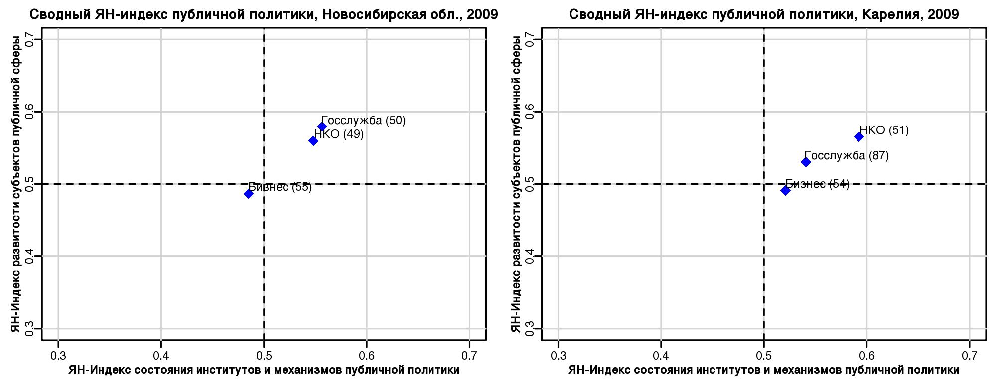 Сводный ЯН-индекс публичной политики, Новосибирская обл., 2009
ЯН-Индекс развитости субъектов публичной сферы
0.7
0.6
0.5
0.4
0.3
Госслужба (50)
НКО (49)
Бизнес (55)
0.3 0.4 0.5 0.6 0.7
ЯН-Индекс состояния институтов и механизмов публичной политики
Сводный ЯН-индекс публичной политики, Карелия, 2009
ЯН-Индекс развитости субъектов публичной сферы
0.7
0.6
0.5
0.4
0.3
НКО (51)
Госслужба (87)
Бизнес (54)
0.3 0.4 0.5 0.6 0.7
ЯН-Индекс состояния институтов и механизмов публичной политики